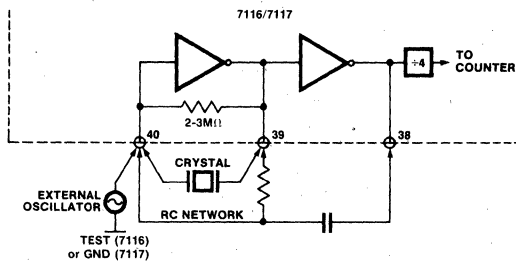 7116/7117
÷4
TO
COUNTER
2-3MΩ
40
39
38
CRYSTAL
EXTERNAL
OSCILLATOR
RC NETWORK
TEST (7116)
or GND (7117)